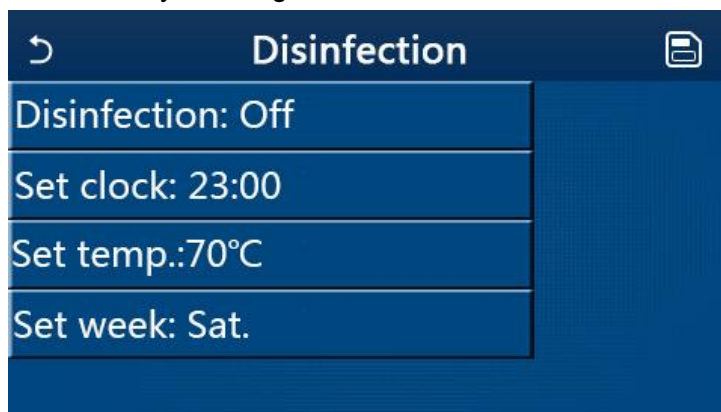 Disinfection
Disinfection: Off
Set clock: 23:00
Set temp.:70℃
Set week: Sat.